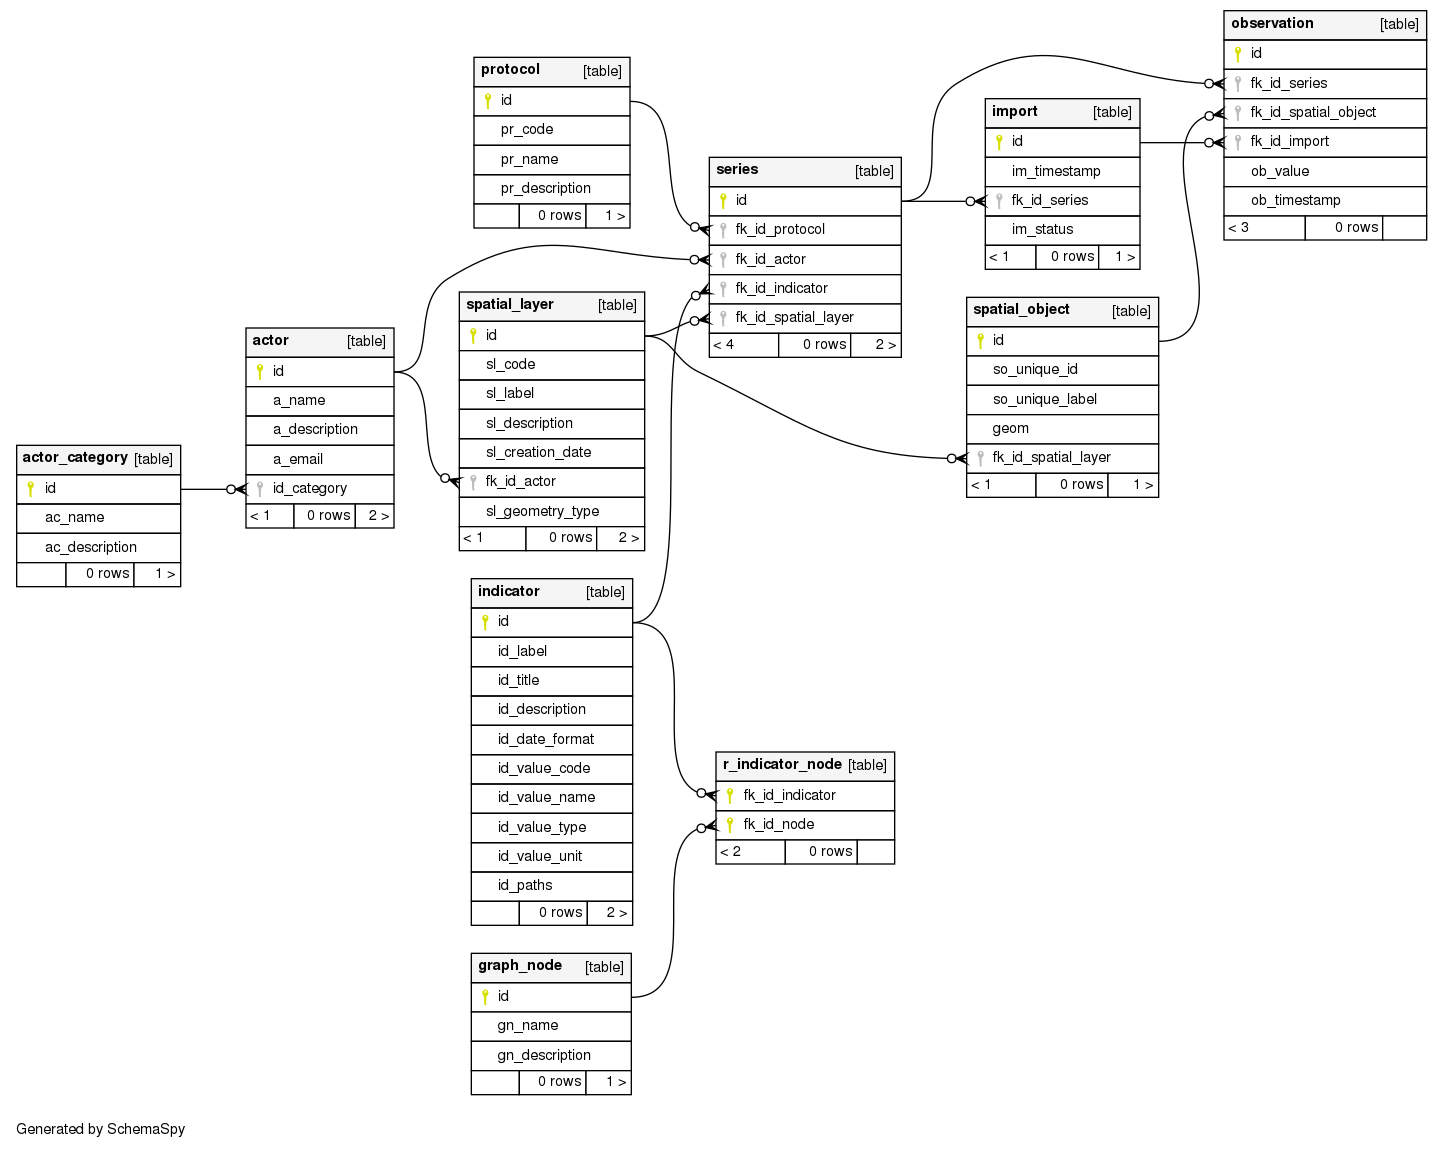 observation [table]
id
fk_id_series
fk_id_spatial_object
fk_id_import
ob_value
ob_timestamp
< 3 0 rows
protocol [table]
id
pr_code
pr_name
pr_description
0 rows 1 >
import [table]
id
im_timestamp
fk_id_series
im_status
< 1 0 rows 1 >
series [table]
id
fk_id_protocol
fk_id_actor
fk_id_indicator
fk_id_spatial_layer
< 4 0 rows 2 >
spatial_layer [table]
id
sl_code
sl_label
sl_description
sl_creation_date
fk_id_actor
sl_geometry_type
< 1 0 rows 2 >
spatial_object [table]
id
so_unique_id
so_unique_label
geom
fk_id_spatial_layer
< 1 0 rows 1 >
actor [table]
id
a_name
a_description
a_email
id_category
< 1 0 rows 2 >
actor_category [table]
id
ac_name
ac_description
0 rows 1 >
indicator [table]
id
id_label
id_title
id_description
id_date_format
id_value_code
id_value_name
id_value_type
id_value_unit
id_paths
0 rows 2 >
r_indicator_node [table]
fk_id_indicator
fk_id_node
< 2 0 rows
graph_node [table]
id
gn_name
gn_description
0 rows 1 >
Generated by SchemaSpy